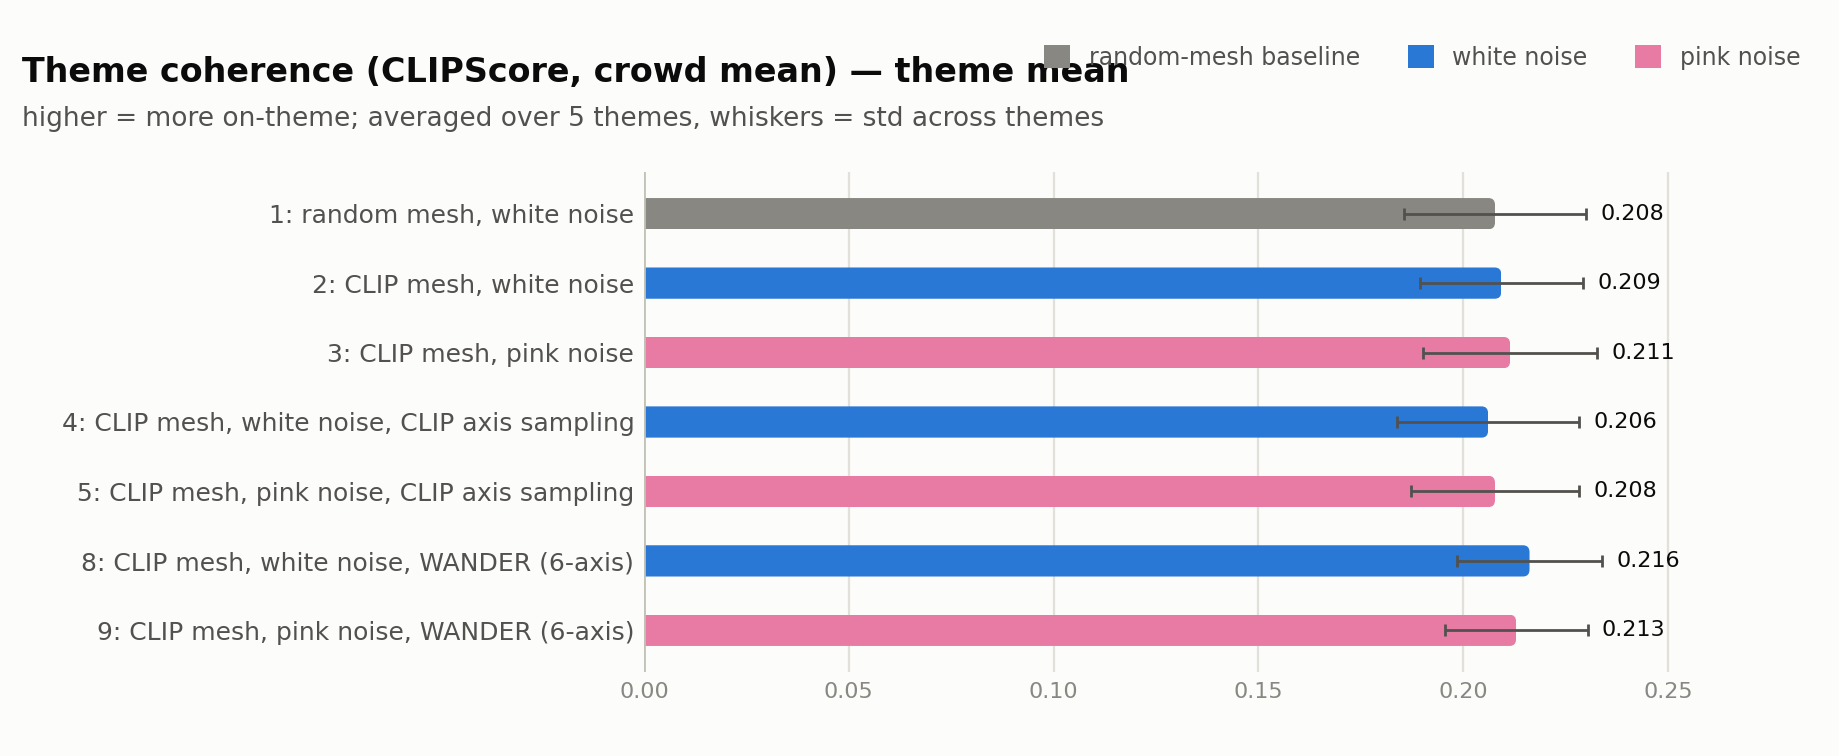 Theme coherence (CLIPScore, crowd mean) — theme mean
random-mesh baseline
white noise
pink noise
higher = more on-theme; averaged over 5 themes, whiskers = std across themes
1: random mesh, white noise
0.208
2: CLIP mesh, white noise
0.209
3: CLIP mesh, pink noise
0.211
4: CLIP mesh, white noise, CLIP axis sampling
0.206
5: CLIP mesh, pink noise, CLIP axis sampling
0.208
8: CLIP mesh, white noise, WANDER (6-axis)
0.216
9: CLIP mesh, pink noise, WANDER (6-axis)
0.213
0.00
0.05
0.10
0.15
0.20
0.25